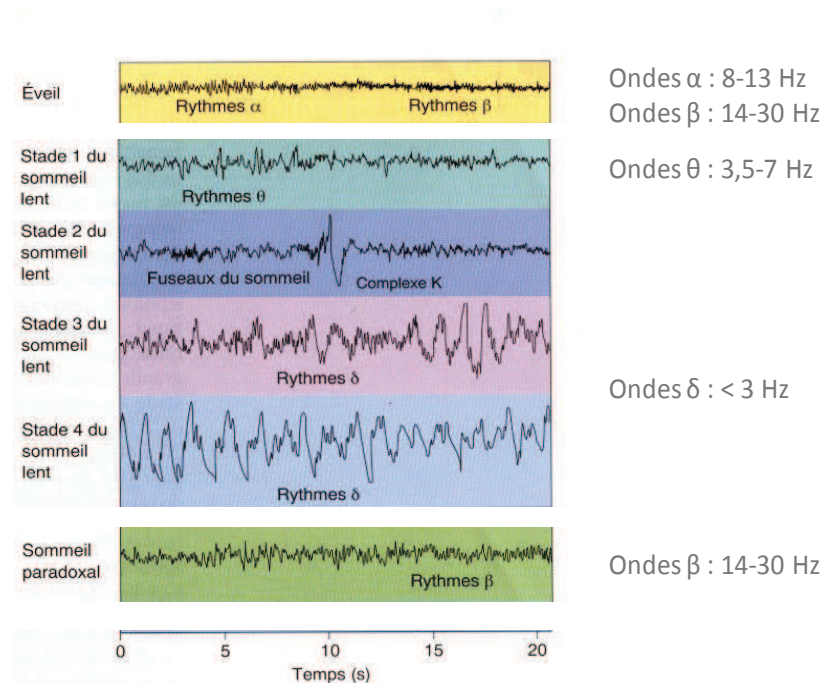 Éveil
Rythmes α
Rythmes β
Ondes α : 8-13 Hz
Ondes β : 14-30 Hz
Stade 1 du
sommeil
lent
Rythmes θ
Ondes θ : 3,5-7 Hz
Stade 2 du
sommeil
lent
Fuseaux du sommeil
Complexe K
Stade 3 du
sommeil
lent
Rythmes δ
Ondes δ : < 3 Hz
Stade 4 du
sommeil
lent
Rythmes δ
Sommeil
paradoxal
Rythmes β
Ondes β : 14-30 Hz
0 5 10 15 20
Temps (s)